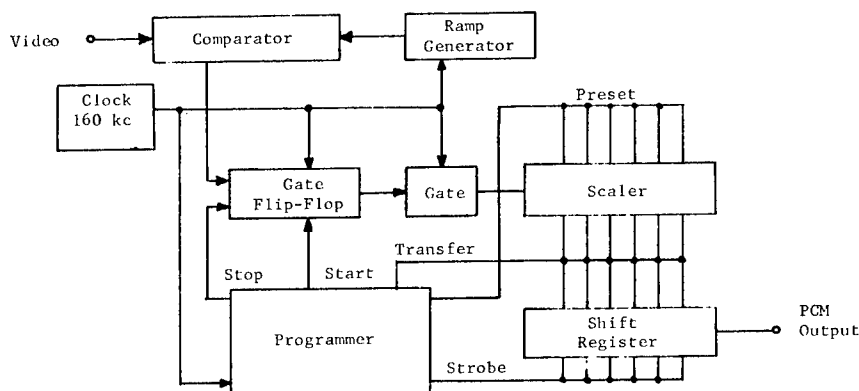 Video
Comparator
Ramp
Generator
Clock
160 kc
Preset
Gate
Flip-Flop
Gate
Scaler
Transfer
Stop
Start
Programmer
Shift
Register
PCM
Output
Strobe